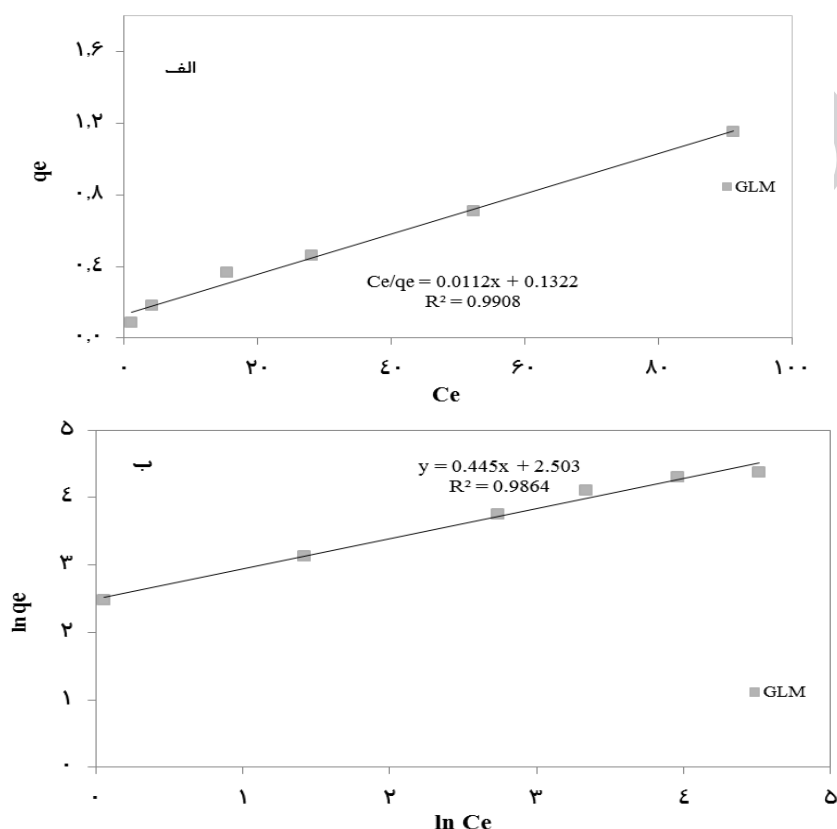 ۱٫۶
الف
۱٫۲
qe
۰٫۸
GLM
۰٫۴
Ce/qe = 0.0112x + 0.1322
R² = 0.9908
۰٫۰
۰ ۲۰ ۴۰ ۶۰ ۸۰ ۱۰۰
Ce
۵
ب
y = 0.445x + 2.503
R² = 0.9864
۴
۳
lnqe
۲
۱
GLM
۰
۰ ۱ ۲ ۳ ۴ ۵
ln Ce